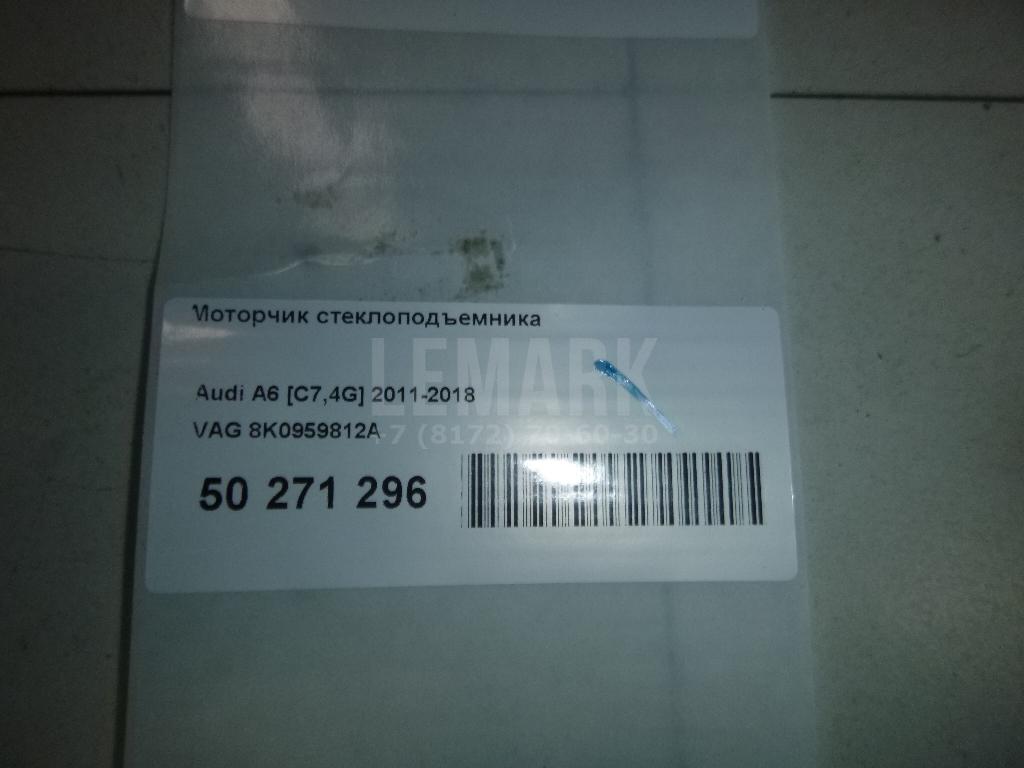 Моторчик стеклоподъемника
LEMARK
Audi A6 [C7,4G] 2011-2018
VAG 8K0959812A
+7 (8172) 70-60-30
50 271 296